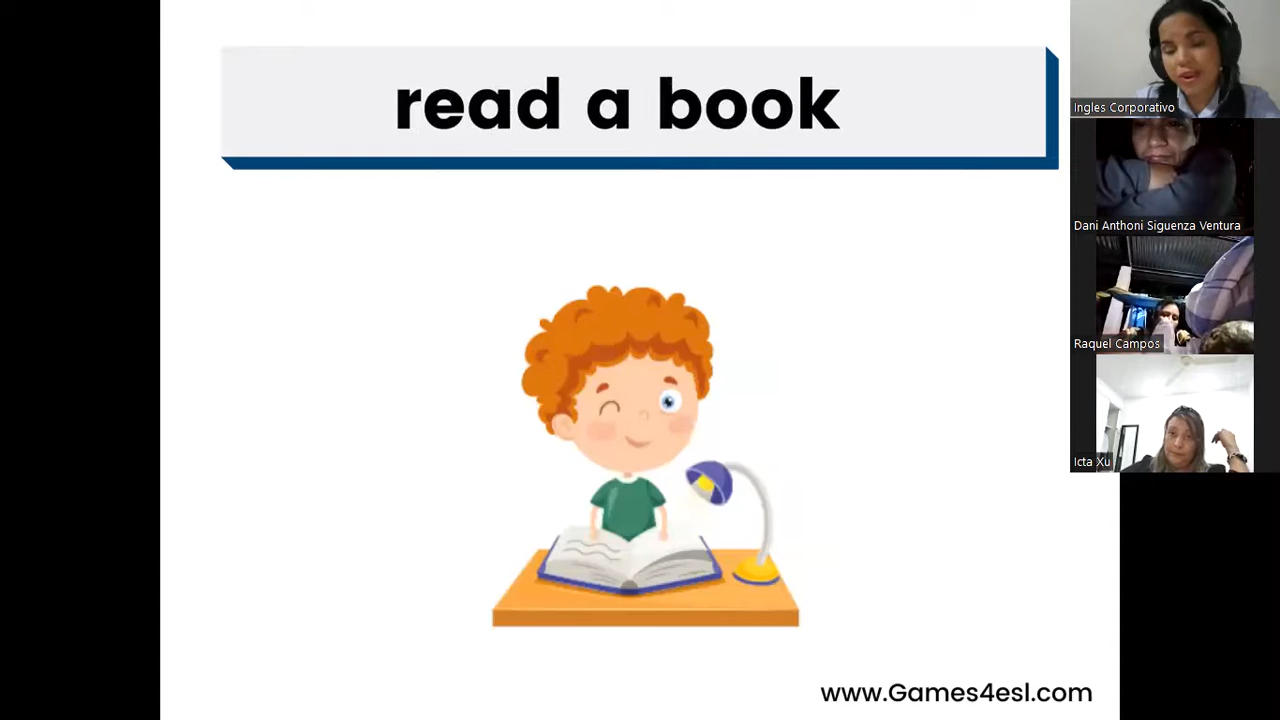 read a book
Ingles Corporativo
Dani Anthoni Siguenza Ventura
Raquel Campos
Icta Xu
www.Games4esl.com